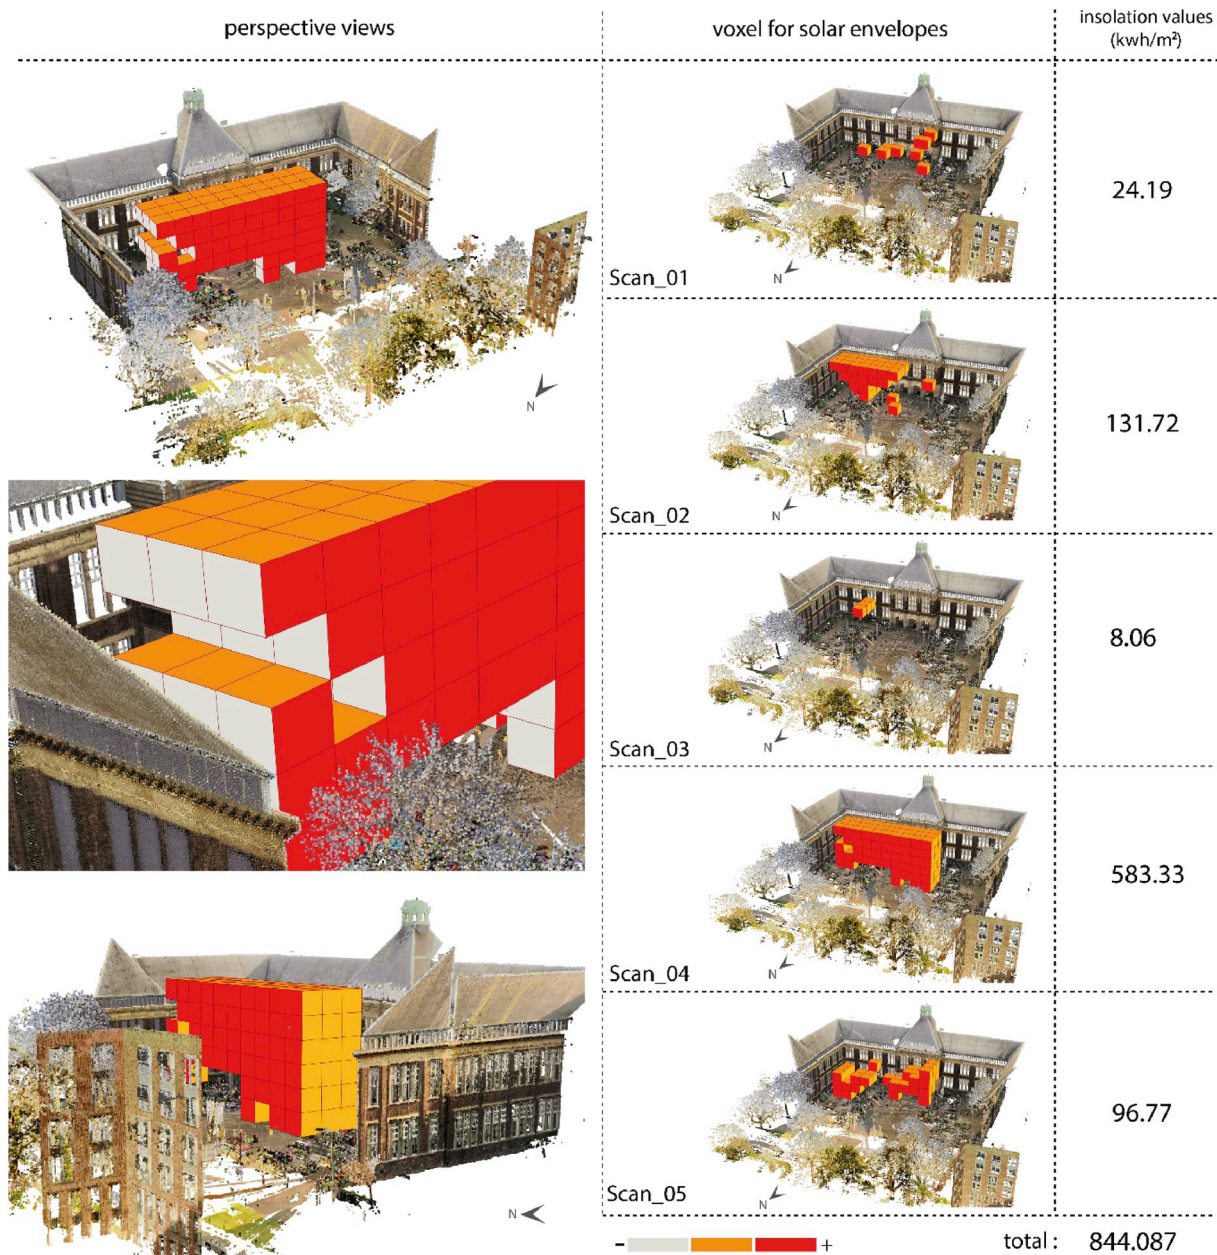 perspective views
voxel for solar envelopes
insolation values
(kwh/m²)
N
N
Scan_01
N
24.19
Scan_02
N
131.72
Scan_03
N
8.06
Scan_04
N
583.33
Scan_05
N
96.77
- +
total : 844.087